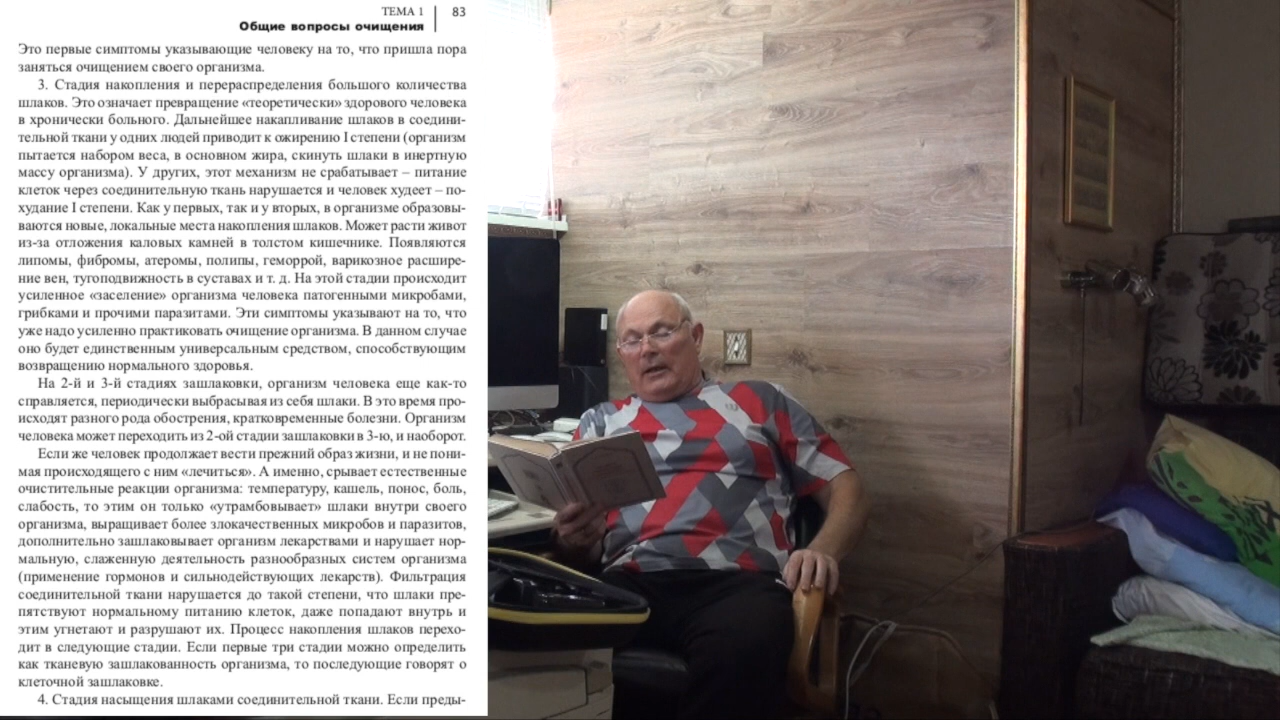 ТЕМА 1 83
Общие вопросы очищения
Это первые симптомы указывающие человеку на то, что пришла пора
заняться очищением своего организма.
3. Стадия накопления и перераспределения большого количества
шлаков. Это означает превращение «теоретически» здорового человека
в хронически больного. Дальнейшее накапливание шлаков в соедини-
тельной ткани у одних людей приводит к ожирению I степени (организм
пытается набором веса, в основном жира, скинуть шлаки в инертную
массу организма). У других, этот механизм не срабатывает – питание
клеток через соединительную ткань нарушается и человек худеет – по-
худание I степени. Как у первых, так и у вторых, в организме образовы-
ваются новые, локальные места накопления шлаков. Может расти живот
из-за отложения каловых камней в толстом кишечнике. Появляются
липомы, фибромы, атеромы, полипы, геморрой, варикозное расшире-
ние вен, тугоподвижность в суставах и т. д. На этой стадии происходит
усиленное «заселение» организма человека патогенными микробами,
грибками и прочими паразитами. Эти симптомы указывают на то, что
уже надо усиленно практиковать очищение организма. В данном случае
оно будет единственным универсальным средством, способствующим
возвращению нормального здоровья.
На 2-й и 3-й стадиях зашлаковки, организм человека еще как-то
справляется, периодически выбрасывая из себя шлаки. В это время про-
исходят разного рода обострения, кратковременные болезни. Организм
человека может переходить из 2-ой стадии зашлаковки в 3-ю, и наоборот.
Если же человек продолжает вести прежний образ жизни, и не пони-
мая происходящего с ним «лечиться». А именно, срывает естественные
очистительные реакции организма: температуру, кашель, понос, боль,
слабость, то этим он только «утрамбовывает» шлаки внутри своего
организма, выращивает более злокачественных микробов и паразитов,
дополнительно зашлаковывает организм лекарствами и нарушает нор-
мальную, слаженную деятельность разнообразных систем организма
(применение гормонов и сильнодействующих лекарств). Фильтрация
соединительной ткани нарушается до такой степени, что шлаки пре-
пятствуют нормальному питанию клеток, даже попадают внутрь и
этим угнетают и разрушают их. Процесс накопления шлаков перехо-
дит в следующие стадии. Если первые три стадии можно определить
как тканевую зашлакованность организма, то последующие говорят о
клеточной зашлаковке.
4. Стадия насыщения шлаками соединительной ткани. Если преды-